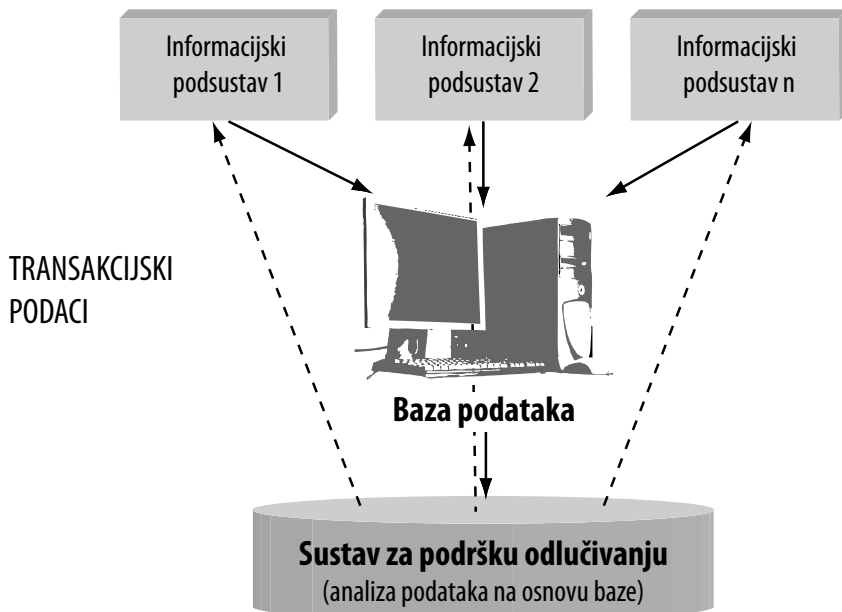 Informacijski
podsustav 1
Informacijski
podsustav 2
Informacijski
podsustav n
TRANSAKCIJSKI
PODACI
Baza podataka
Sustav za podršku odlučivanju
(analiza podataka na osnovu baze)